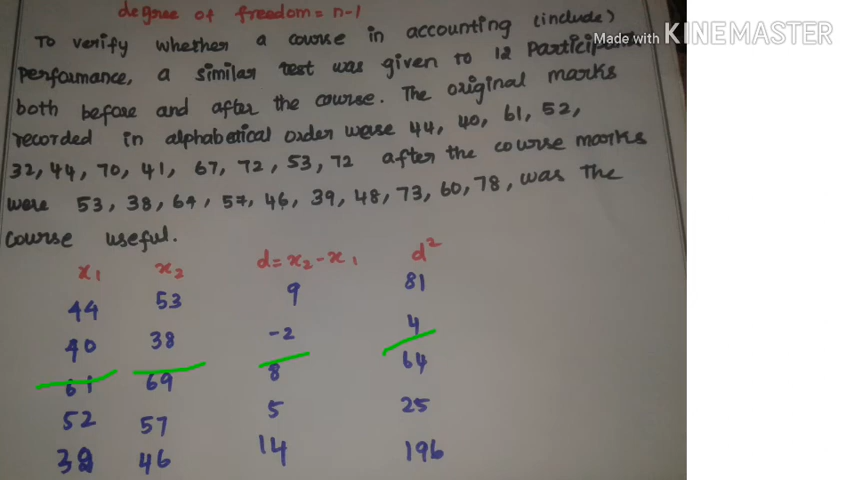 degree of freedom = n-1
To verify whether a course in accounting (include)
Made with KINEMASTER
performance, a similar test was given to 12 participants
both before and after the course. The original marks
recorded in alphabetical order were 44, 40, 61, 52,
32, 44, 70, 41, 67, 72, 53, 72 after the course marks
were 53, 38, 69, 57, 46, 39, 48, 73, 60, 78, was the
course useful.
x₁ x₂ d = x₂ - x₁ d²
44 53 9 81
40 38 -2 4
61 69 8 64
52 57 5 25
32 46 14 196